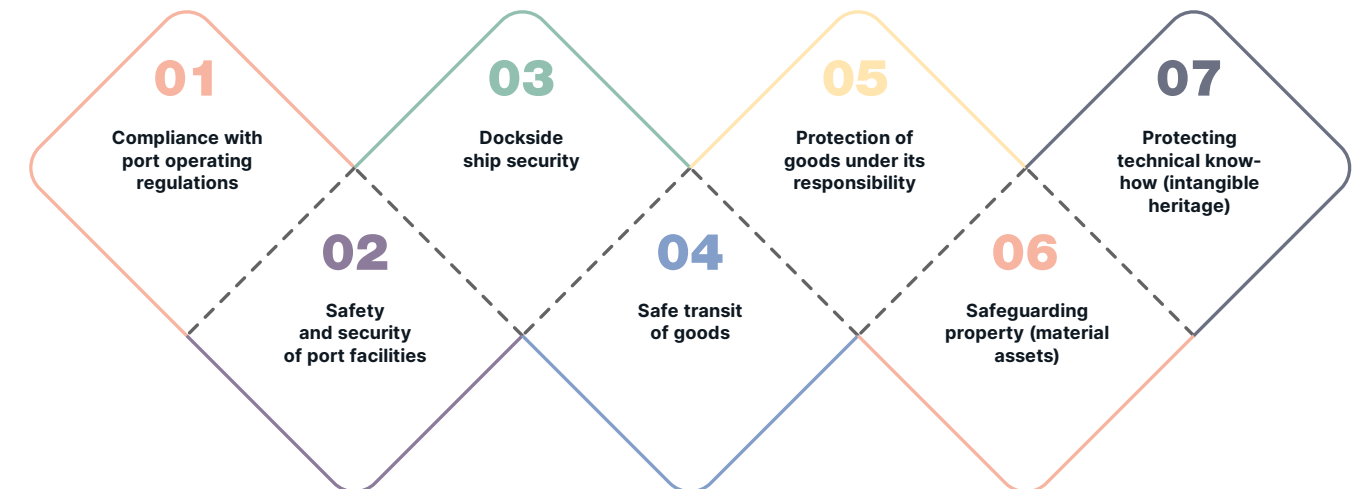 01
Compliance with
port operating
regulations
02
Safety
and security
of port facilities
03
Dockside
ship security
04
Safe transit
of goods
05
Protection of
goods under its
responsibility
06
Safeguarding
property (material
assets)
07
Protecting
technical know-
how (intangible
heritage)